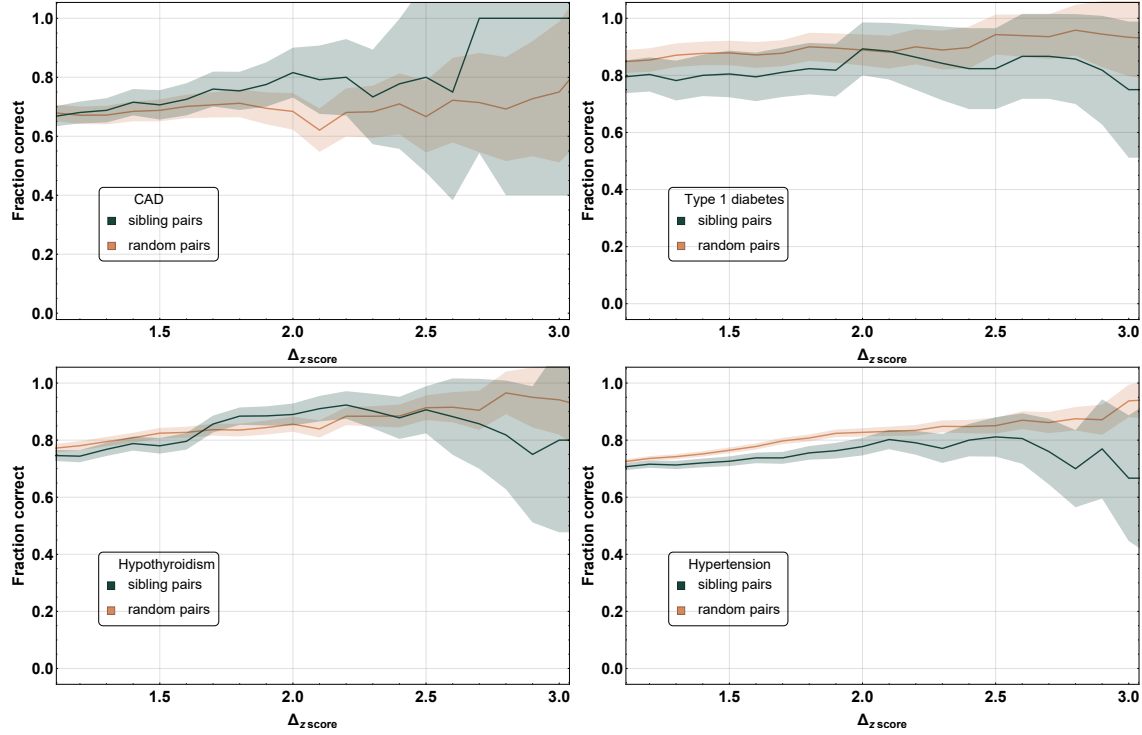 1.0
0.8
0.6
0.4
0.2
0.0
Fraction correct
CAD
sibling pairs
random pairs
1.5
2.0
2.5
3.0
Δz score
1.0
0.8
0.6
0.4
0.2
0.0
Fraction correct
Type 1 diabetes
sibling pairs
random pairs
1.5
2.0
2.5
3.0
Δz score
1.0
0.8
0.6
0.4
0.2
0.0
Fraction correct
Hypothyroidism
sibling pairs
random pairs
1.5
2.0
2.5
3.0
Δz score
1.0
0.8
0.6
0.4
0.2
0.0
Fraction correct
Hypertension
sibling pairs
random pairs
1.5
2.0
2.5
3.0
Δz score